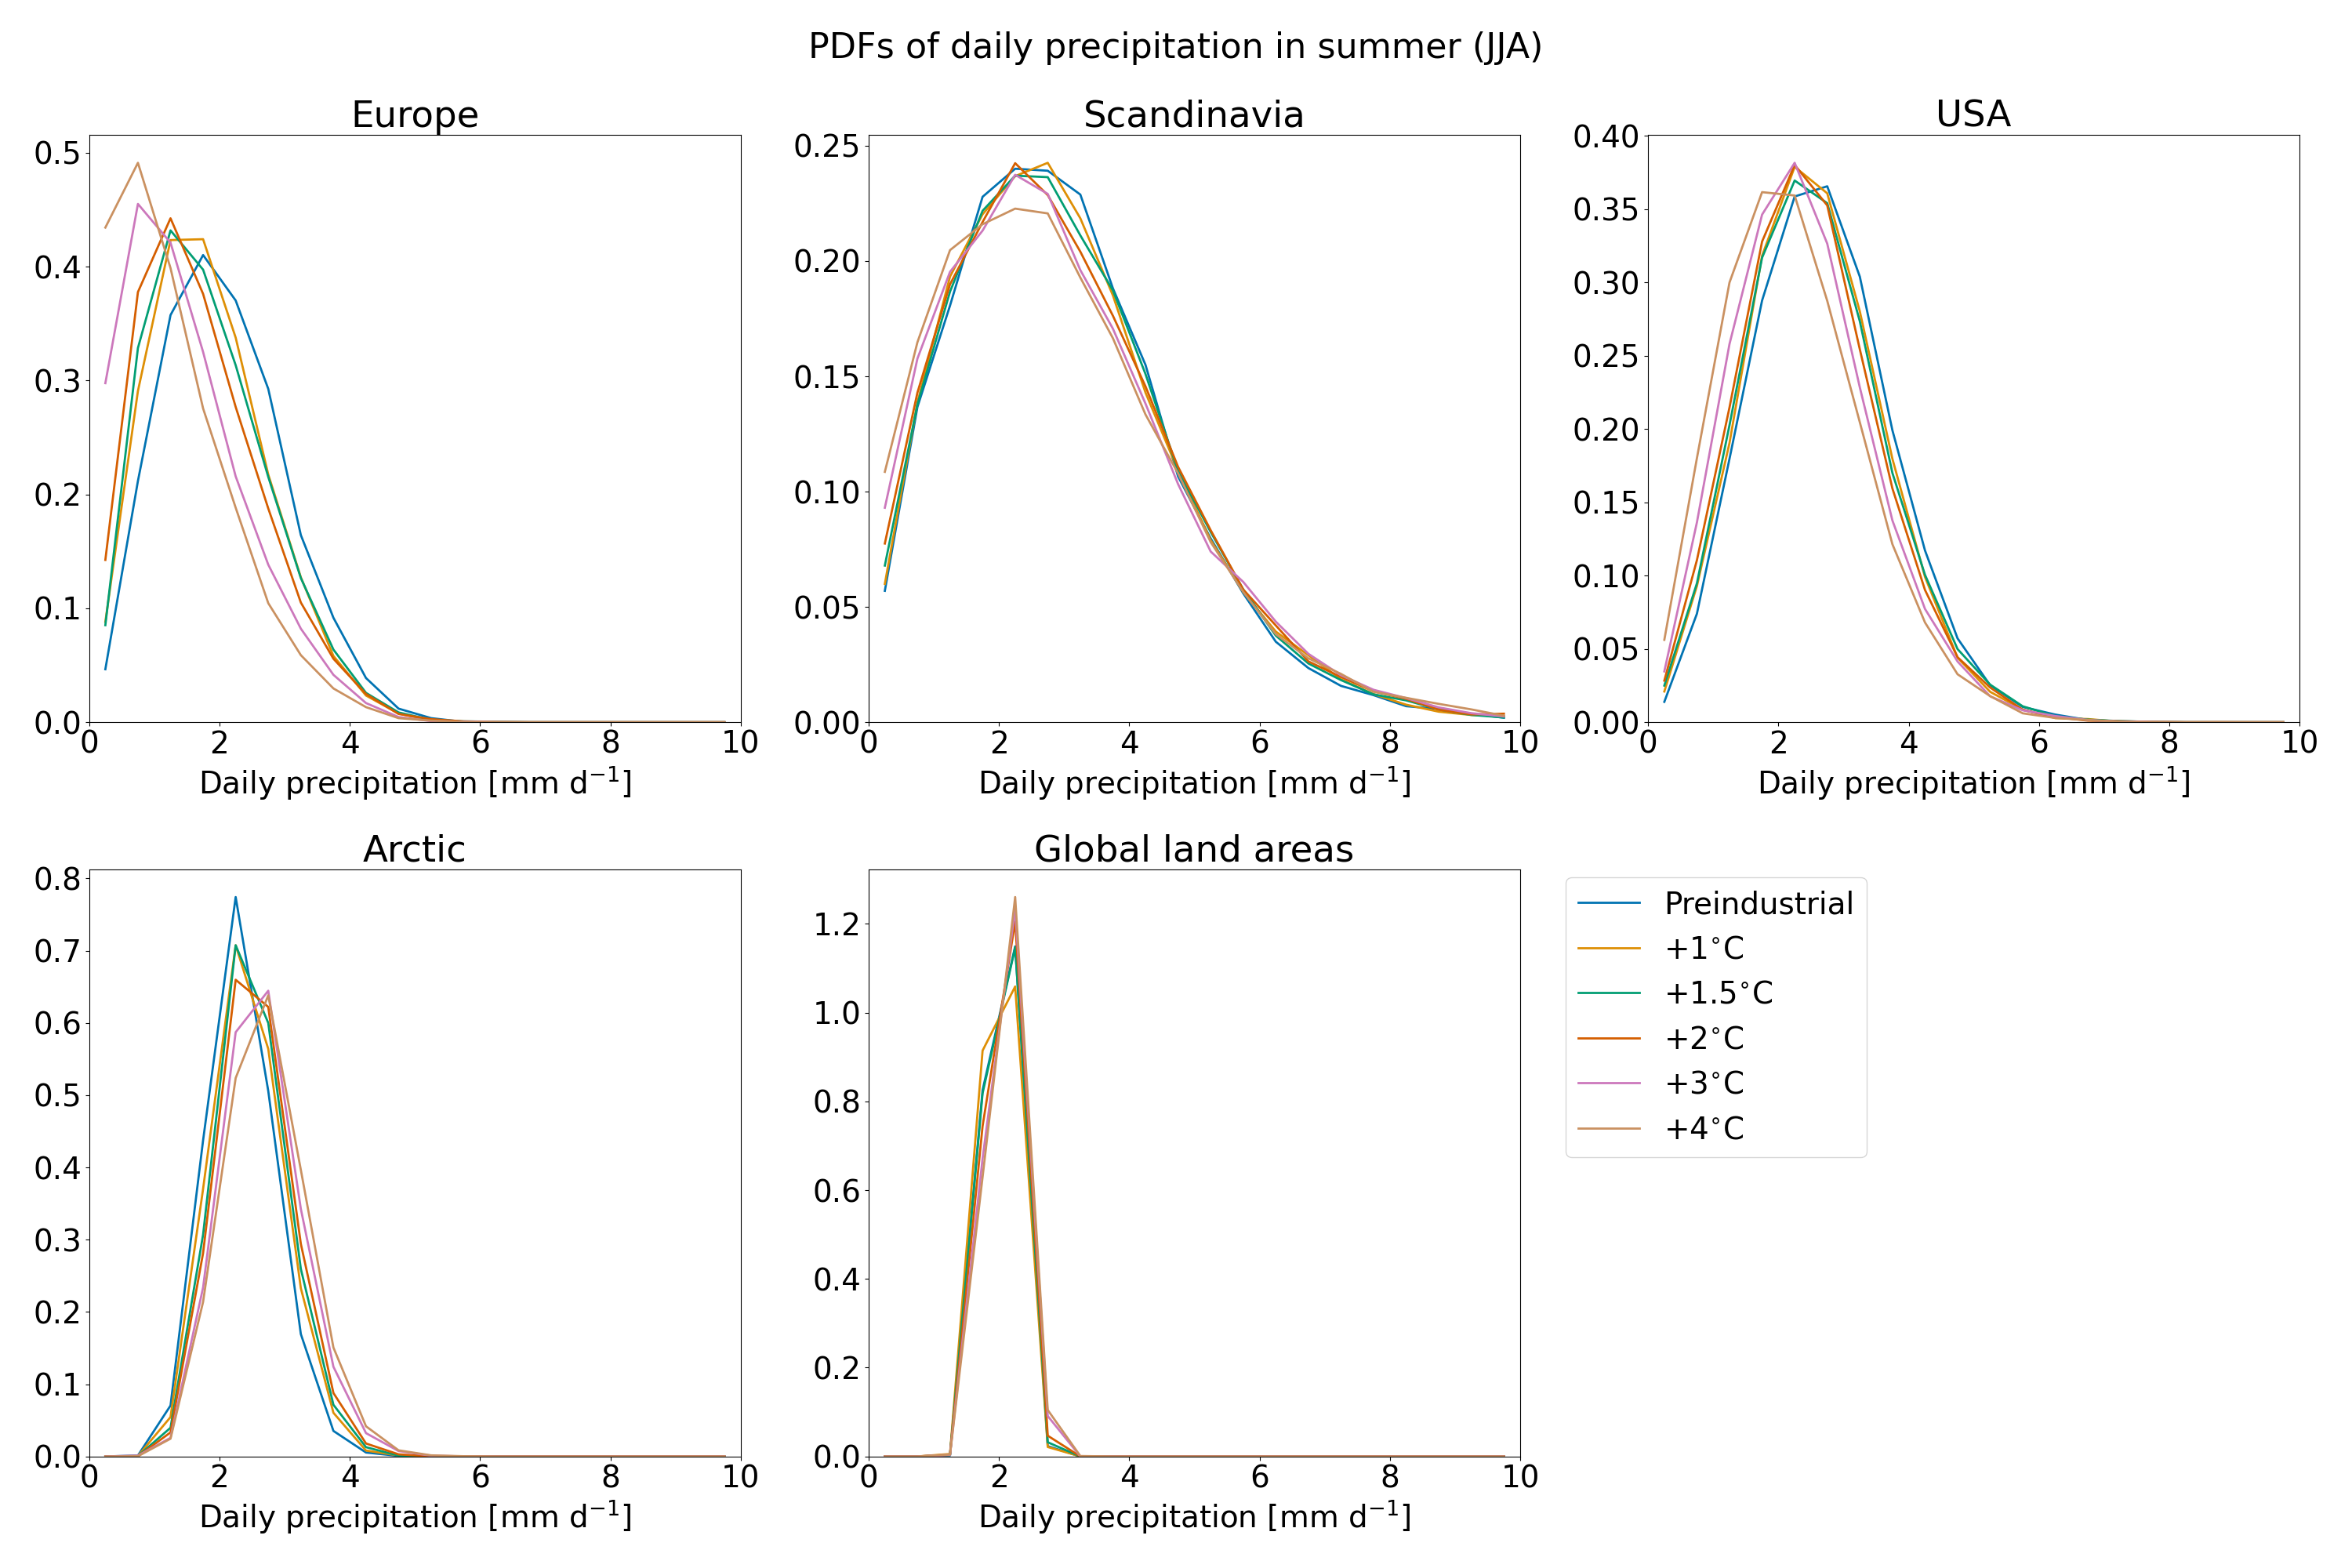 PDFs of daily precipitation in summer (JJA)
Europe
0.5
0.4
0.3
0.2
0.1
0.0
0 2 4 6 8 10
Daily precipitation [mm d⁻¹]
Scandinavia
0.25
0.20
0.15
0.10
0.05
0.00
0 2 4 6 8 10
Daily precipitation [mm d⁻¹]
USA
0.40
0.35
0.30
0.25
0.20
0.15
0.10
0.05
0.00
0 2 4 6 8 10
Daily precipitation [mm d⁻¹]
Arctic
0.8
0.7
0.6
0.5
0.4
0.3
0.2
0.1
0.0
0 2 4 6 8 10
Daily precipitation [mm d⁻¹]
Global land areas
1.2
1.0
0.8
0.6
0.4
0.2
0.0
0 2 4 6 8 10
Daily precipitation [mm d⁻¹]
Preindustrial
+1°C
+1.5°C
+2°C
+3°C
+4°C